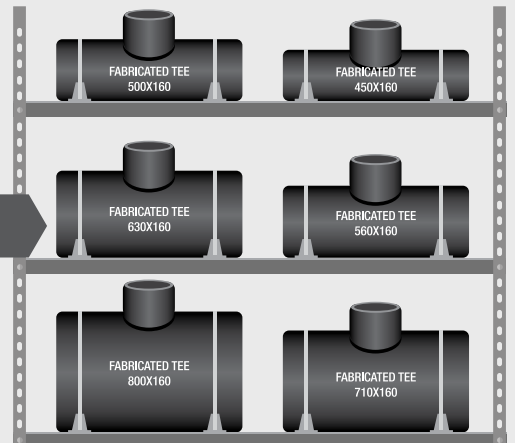 FABRICATED TEE
500X160
FABRICATED TEE
450X160
FABRICATED TEE
630X160
FABRICATED TEE
560X160
FABRICATED TEE
800X160
FABRICATED TEE
710X160